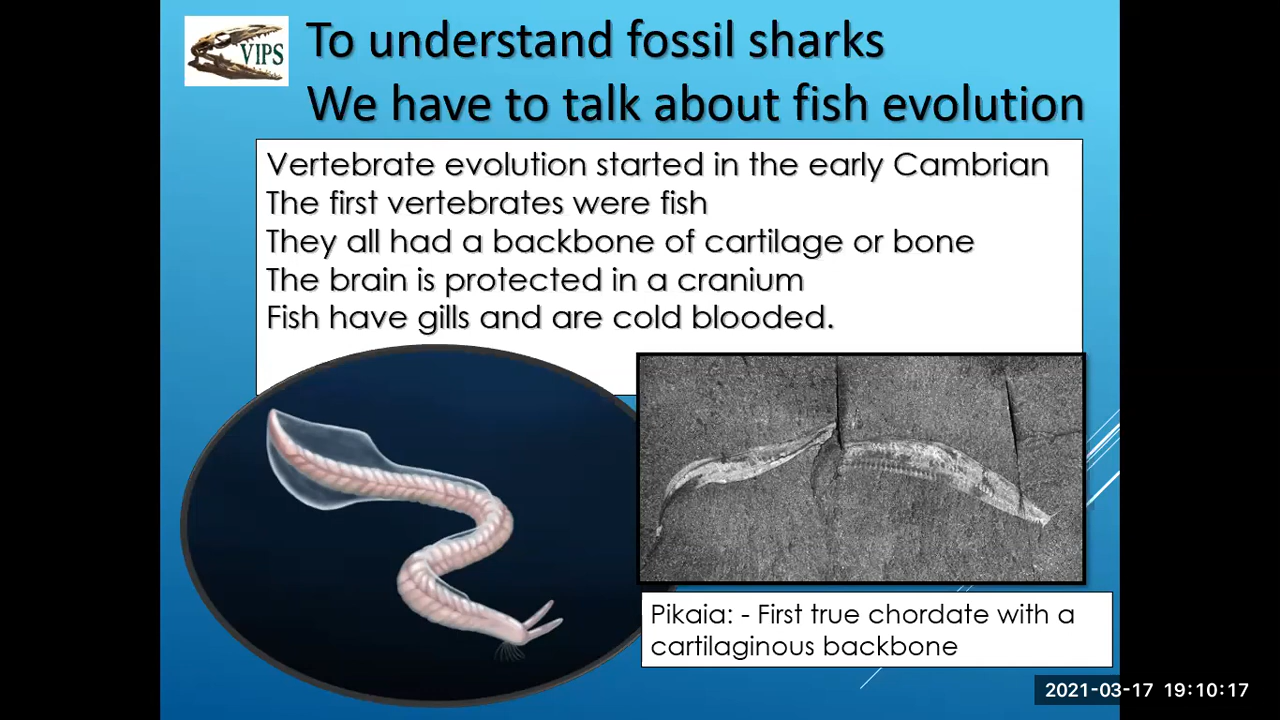 VIPS
To understand fossil sharks
We have to talk about fish evolution
Vertebrate evolution started in the early Cambrian
The first vertebrates were fish
They all had a backbone of cartilage or bone
The brain is protected in a cranium
Fish have gills and are cold blooded.
Pikaia: - First true chordate with a
cartilaginous backbone
2021-03-17 19:10:17